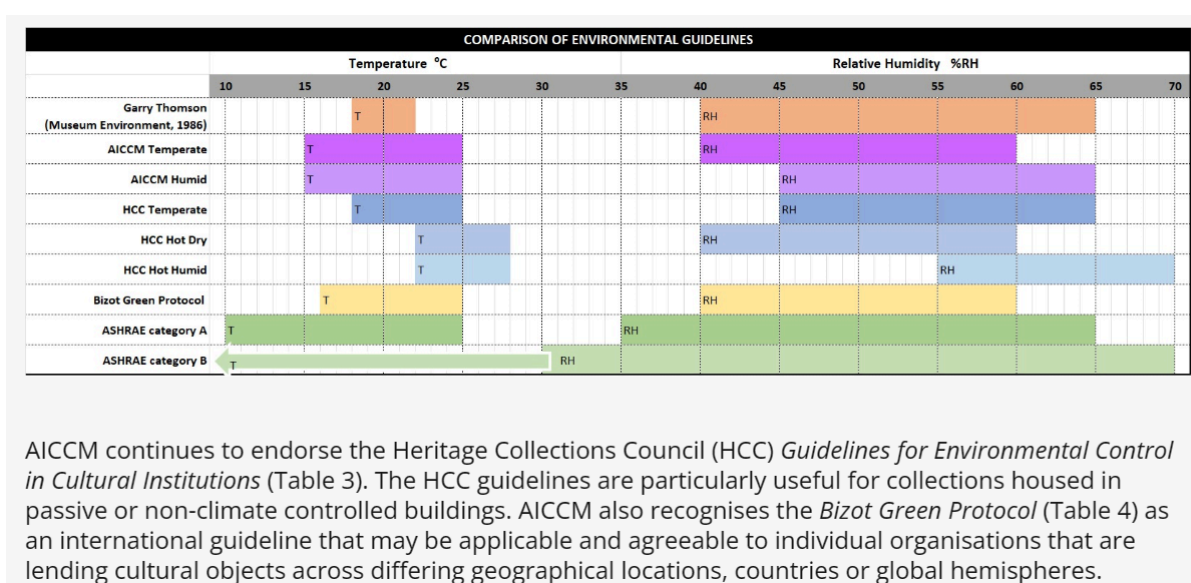 COMPARISON OF ENVIRONMENTAL GUIDELINES
Temperature °C Relative Humidity %RH
10 15 20 25 30 35 40 45 50 55 60 65 70
Garry Thomson
(Museum Environment, 1986) T RH
AICCM Temperate T RH
AICCM Humid T RH
HCC Temperate T RH
HCC Hot Dry T RH
HCC Hot Humid T RH
Bizot Green Protocol T RH
ASHRAE category A T RH
ASHRAE category B T RH
AICCM continues to endorse the Heritage Collections Council (HCC) Guidelines for Environmental Control
in Cultural Institutions (Table 3). The HCC guidelines are particularly useful for collections housed in
passive or non-climate controlled buildings. AICCM also recognises the Bizot Green Protocol (Table 4) as
an international guideline that may be applicable and agreeable to individual organisations that are
lending cultural objects across differing geographical locations, countries or global hemispheres.